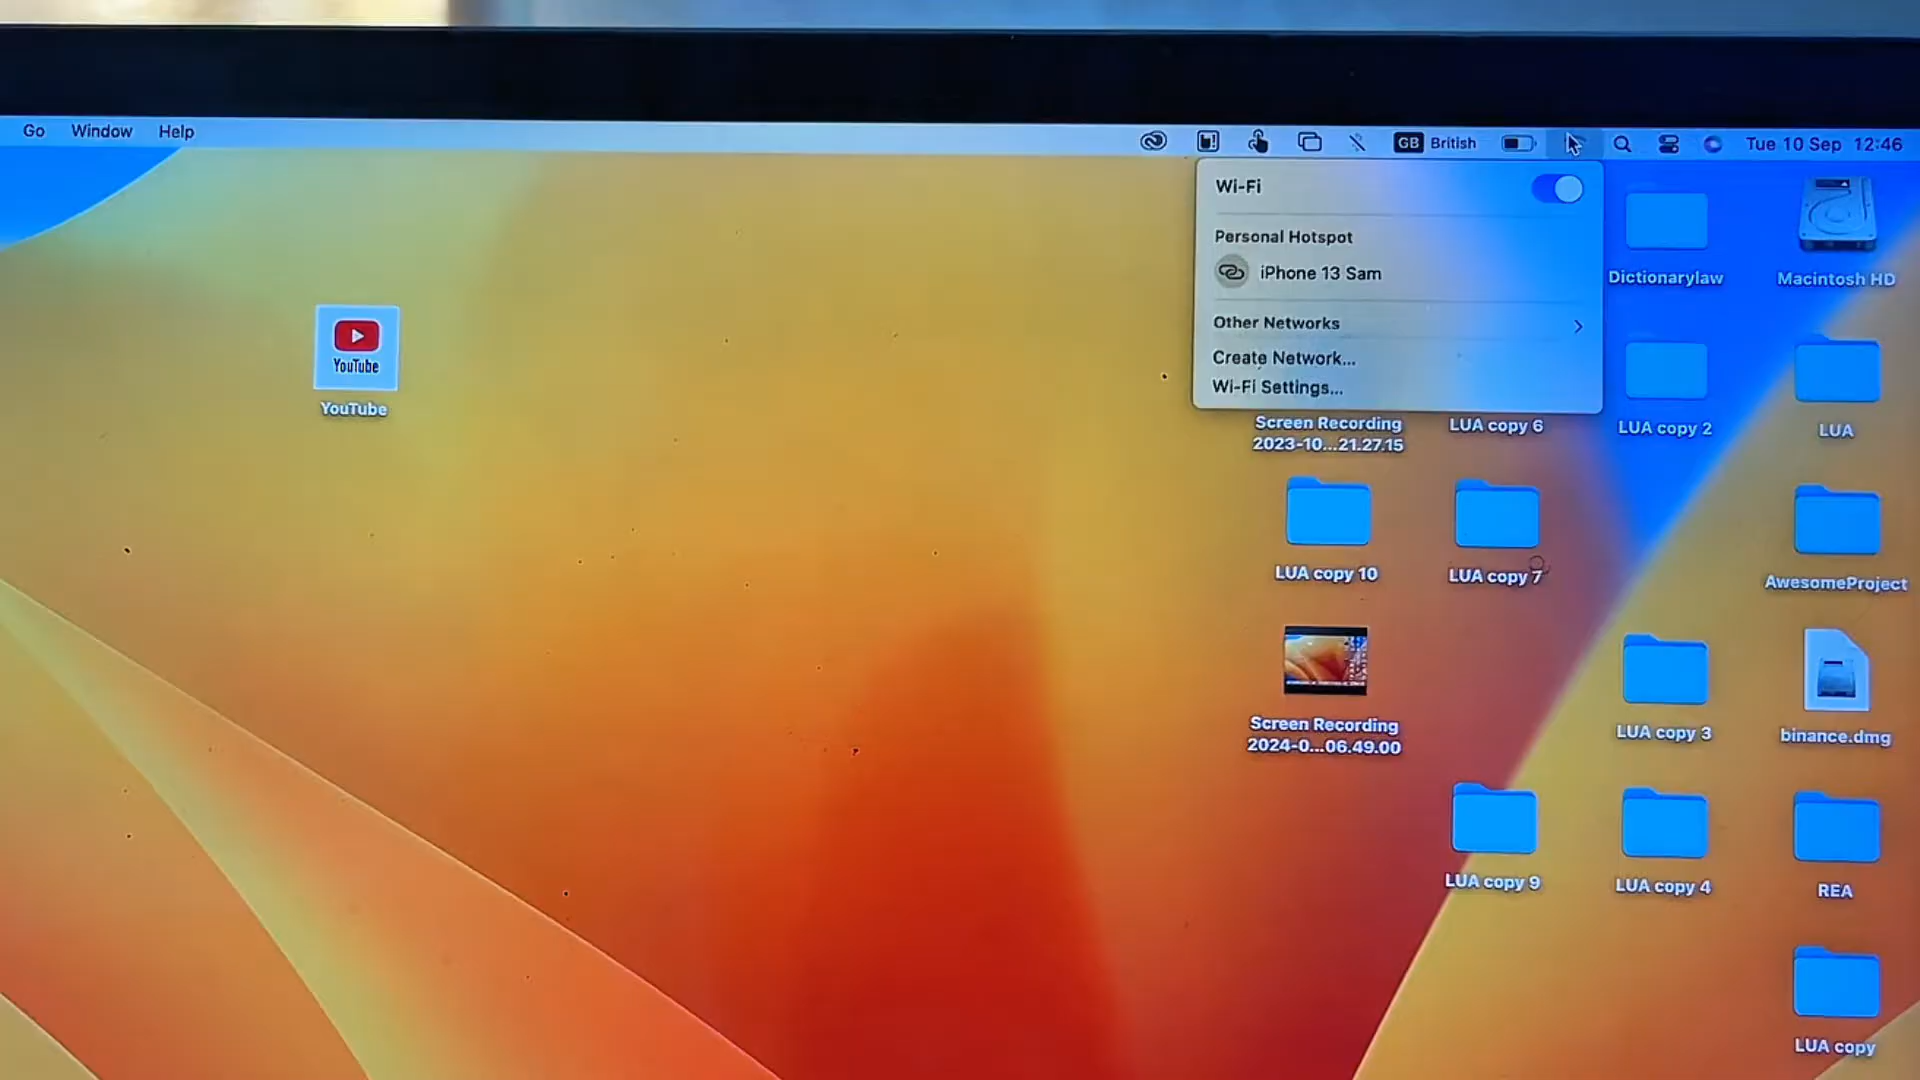 Go Window Help
GB British
Tue 10 Sep 12:46
Wi-Fi
Personal Hotspot
iPhone 13 Sam
Other Networks
Create Network...
Wi-Fi Settings...
YouTube
YouTube
Dictionarylaw
Macintosh HD
Screen Recording
2023-10...21.27.15
LUA copy 6
LUA copy 2
LUA
LUA copy 10
LUA copy 7
AwesomeProject
Screen Recording
2024-0...06.49.00
LUA copy 3
binance.dmg
LUA copy 9
LUA copy 4
REA
LUA copy